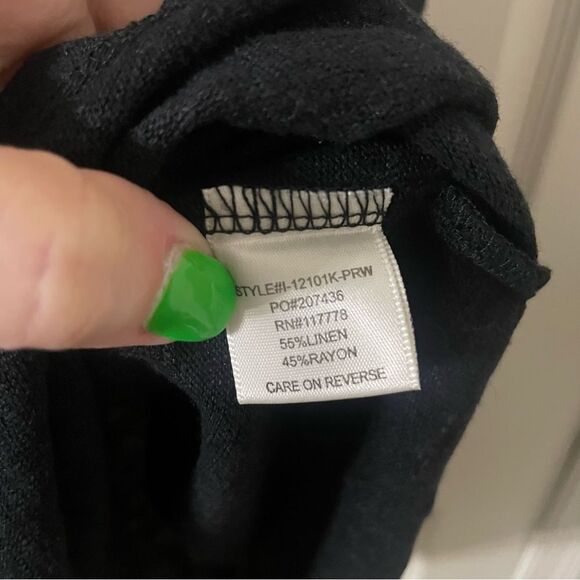 STYLE#I-12101K-PRW
PO#207436
RN#117778
55%LINEN
45%RAYON
CARE ON REVERSE